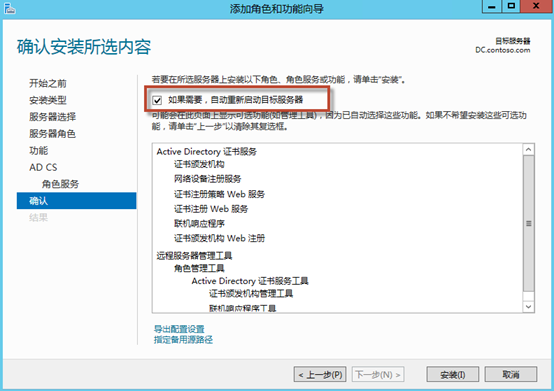 添加角色和功能向导
确认安装所选内容
目标服务器
DC.contoso.com
开始之前
安装类型
服务器选择
服务器角色
功能
AD CS
角色服务
确认
结果
若要在所选服务器上安装以下角色、角色服务或功能，请单击"安装"。
如果需要，自动重新启动目标服务器
可能会在此页面上显示可选功能(如管理工具)，因为已自动选择这些功能。如果不希望安装这些可选功
能，请单击"上一步"以清除其复选框。
Active Directory 证书服务
证书颁发机构
网络设备注册服务
证书注册策略 Web 服务
证书注册 Web 服务
联机响应程序
证书颁发机构 Web 注册
远程服务器管理工具
角色管理工具
Active Directory 证书服务工具
证书颁发机构管理工具
联机响应程序工具
导出配置设置
指定备用源路径
< 上一步(P)
下一步(N) >
安装(I)
取消